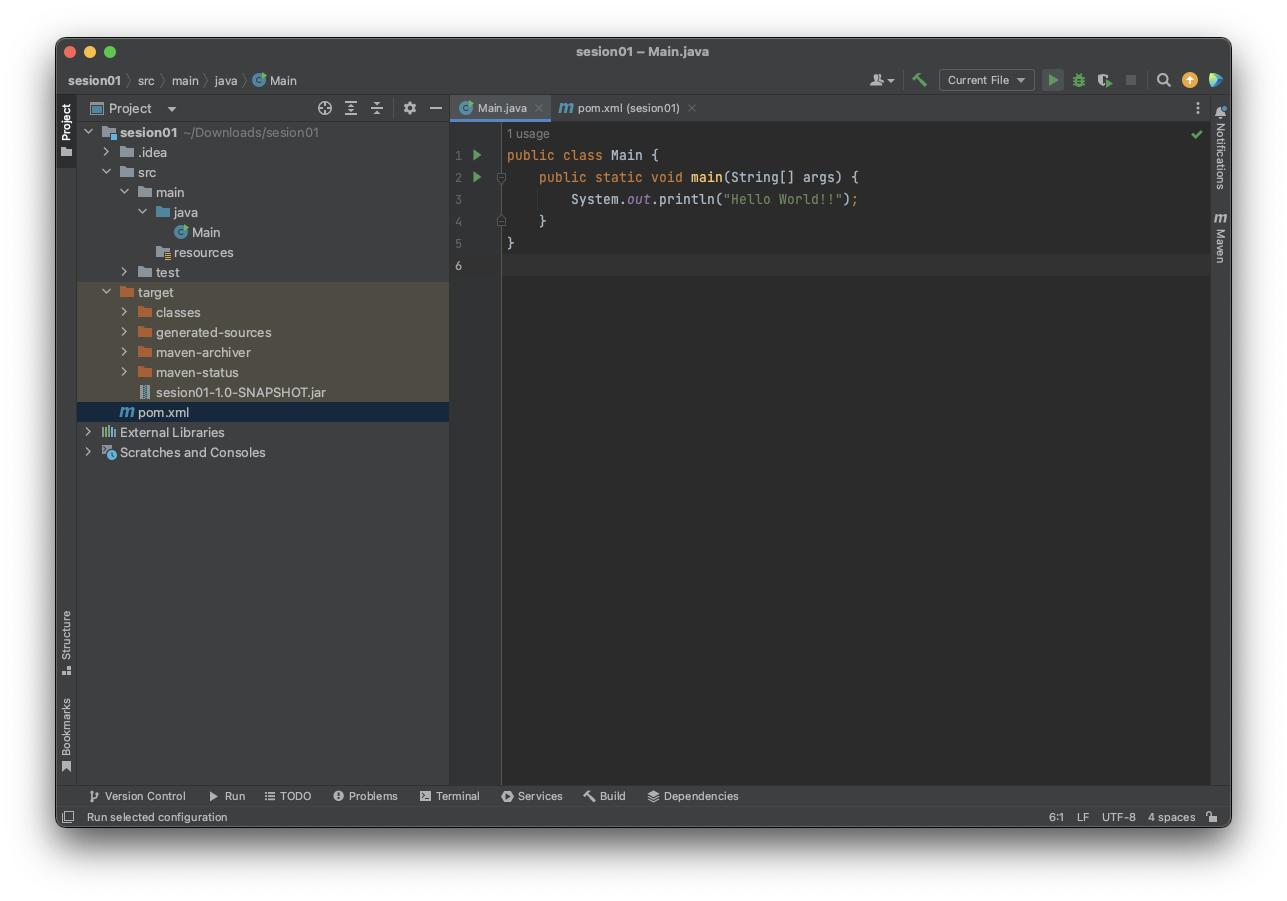 sesion01 – Main.java
sesion01 src main java Main
Current File
Project
Project
sesion01 ~/Downloads/sesion01
.idea
src
main
java
Main
resources
test
target
classes
generated-sources
maven-archiver
maven-status
sesion01-1.0-SNAPSHOT.jar
pom.xml
External Libraries
Scratches and Consoles
Structure
Bookmarks
Main.java
pom.xml (sesion01)
1 usage
1 public class Main {
2 public static void main(String[] args) {
3 System.out.println("Hello World!!");
4 }
5 }
6
Notifications
Maven
Version Control Run TODO Problems Terminal Services Build Dependencies
Run selected configuration
6:1 LF UTF-8 4 spaces